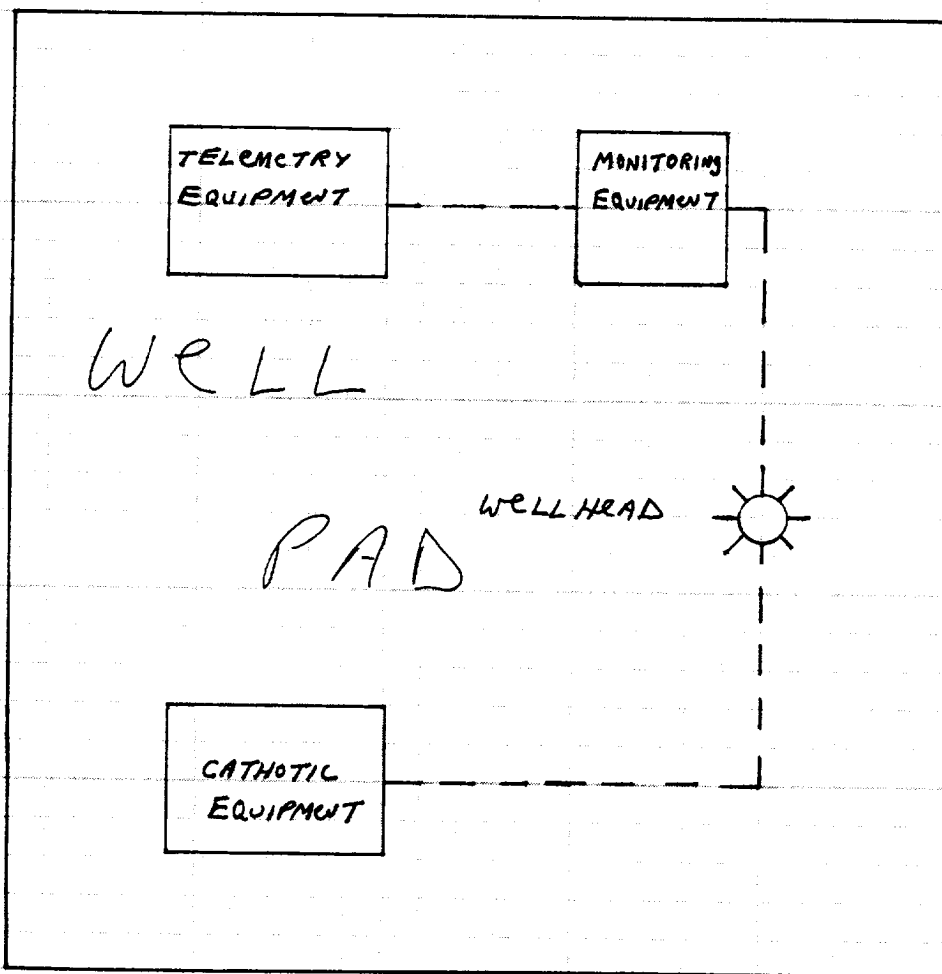 TELEMETRY
EQUIPMENT
MONITORING
EQUIPMENT
WELL
WELLHEAD
PAD
CATHOTIC
EQUIPMENT